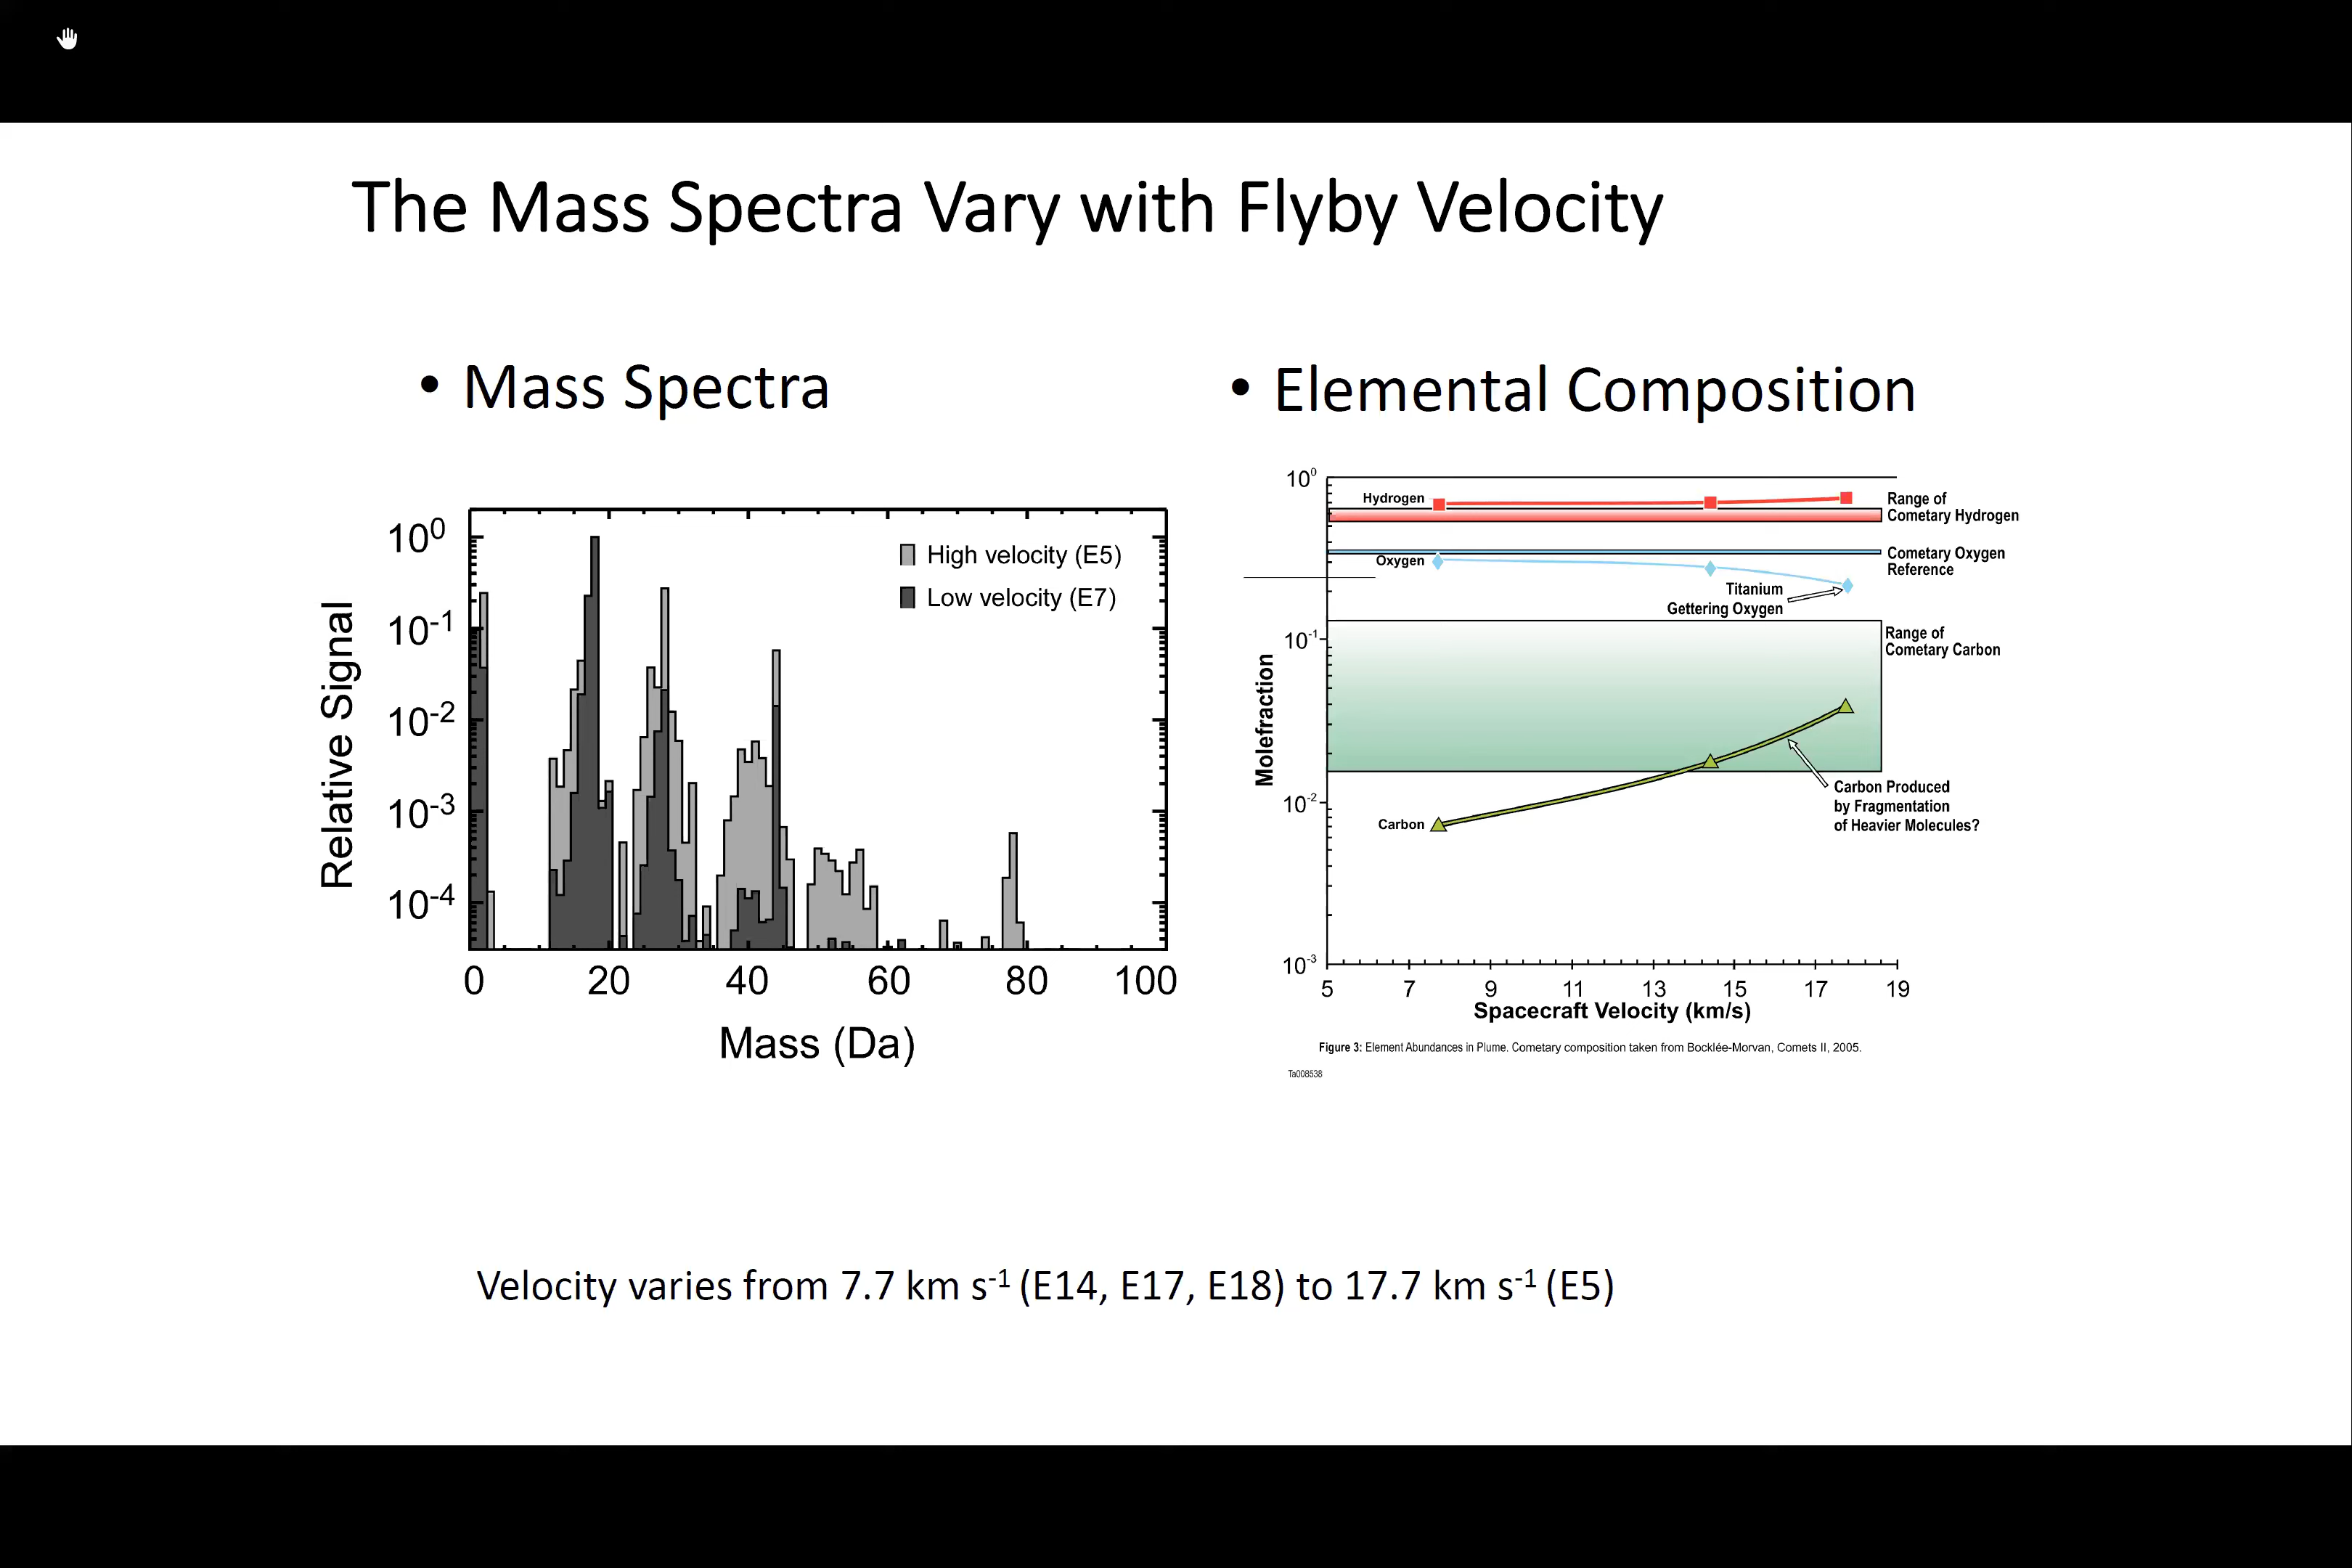 The Mass Spectra Vary with Flyby Velocity
• Mass Spectra
• Elemental Composition
10⁰
10⁻¹
10⁻²
10⁻³
10⁻⁴
Relative Signal
High velocity (E5)
Low velocity (E7)
0 20 40 60 80 100
Mass (Da)
10⁰
10⁻¹
10⁻²
10⁻³
Molefraction
Hydrogen
Range of
Cometary Hydrogen
Oxygen
Cometary Oxygen
Reference
Titanium
Gettering Oxygen
Range of
Cometary Carbon
Carbon
Carbon Produced
by Fragmentation
of Heavier Molecules?
5 7 9 11 13 15 17 19
Spacecraft Velocity (km/s)
Figure 3: Element Abundances in Plume. Cometary composition taken from Bocklée-Morvan, Comets II, 2005.
Ta008538
Velocity varies from 7.7 km s⁻¹ (E14, E17, E18) to 17.7 km s⁻¹ (E5)